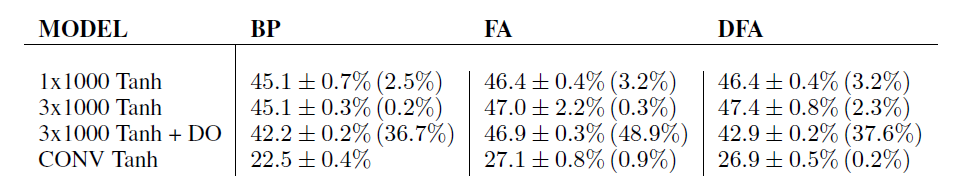 MODEL BP FA DFA
1x1000 Tanh 45.1 ± 0.7% (2.5%) 46.4 ± 0.4% (3.2%) 46.4 ± 0.4% (3.2%)
3x1000 Tanh 45.1 ± 0.3% (0.2%) 47.0 ± 2.2% (0.3%) 47.4 ± 0.8% (2.3%)
3x1000 Tanh + DO 42.2 ± 0.2% (36.7%) 46.9 ± 0.3% (48.9%) 42.9 ± 0.2% (37.6%)
CONV Tanh 22.5 ± 0.4% 27.1 ± 0.8% (0.9%) 26.9 ± 0.5% (0.2%)